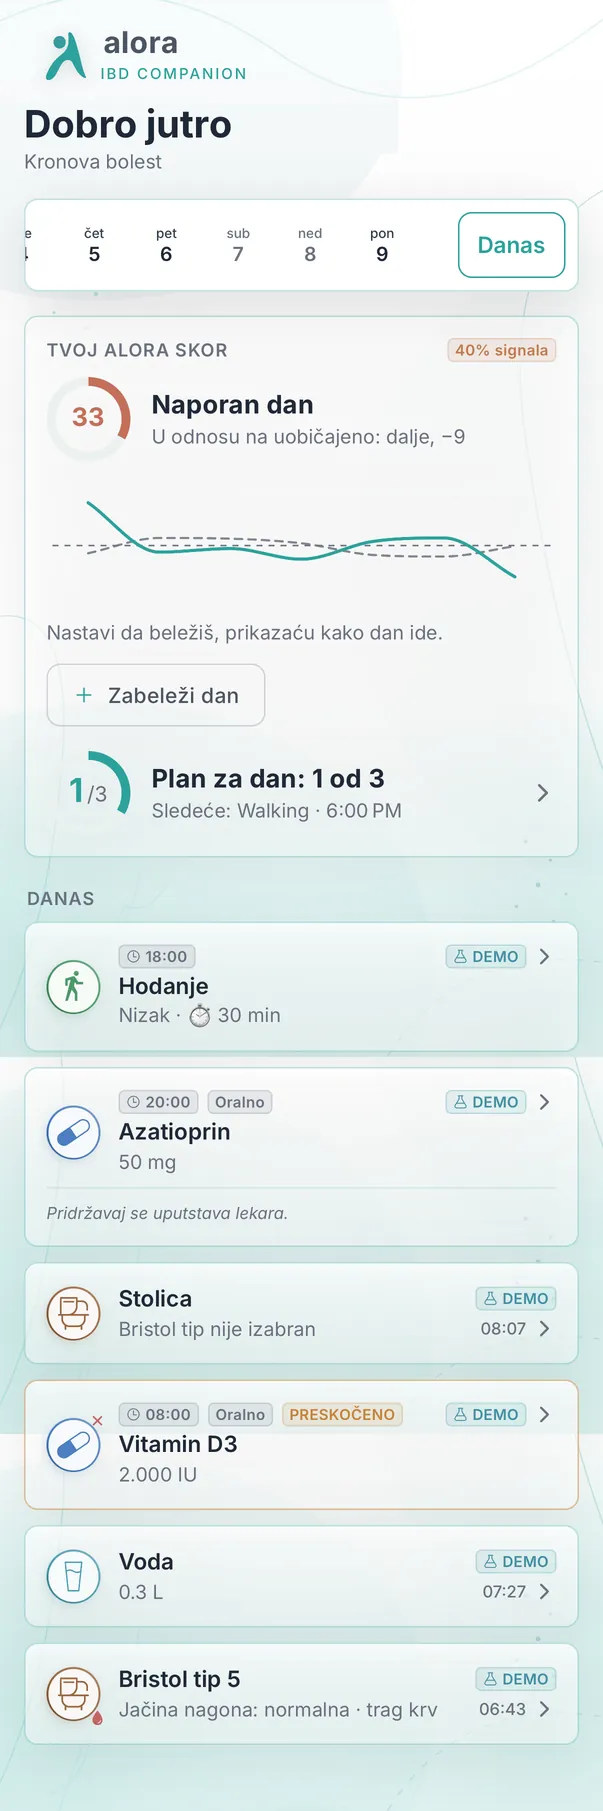 alora
IBD COMPANION
Dobro jutro
Kronova bolest
čet pet sub ned pon
5 6 7 8 9
Danas
TVOJ ALORA SKOR
40% signala
33
Naporan dan
U odnosu na uobičajeno: dalje, −9
Nastavi da beležiš, prikazaću kako dan ide.
+ Zabeleži dan
1/3
Plan za dan: 1 od 3
Sledeće: Walking · 6:00 PM
DANAS
18:00
DEMO
Hodanje
Nizak · ⏱ 30 min
20:00 Oralno
DEMO
Azatioprin
50 mg
Pridržavaj se uputstava lekara.
Stolica
DEMO
Bristol tip nije izabran
08:07
08:00 Oralno PRESKOČENO
DEMO
Vitamin D3
2.000 IU
Voda
DEMO
0.3 L
07:27
Bristol tip 5
DEMO
Jačina nagona: normalna · trag krv
06:43